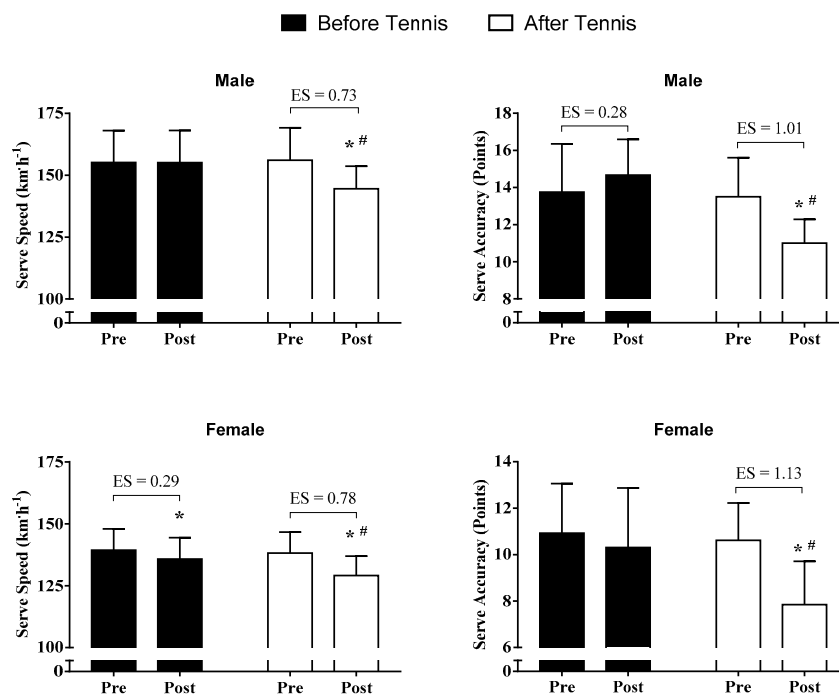 Before Tennis After Tennis
Male
Serve Speed (km·h-1)
175
150
125
100
0
ES = 0.73
* #
Pre Post Pre Post
Male
Serve Accuracy (Points)
18
16
14
12
10
8
0
ES = 0.28
ES = 1.01
* #
Pre Post Pre Post
Female
Serve Speed (km·h-1)
175
150
125
100
0
ES = 0.29
*
ES = 0.78
* #
Pre Post Pre Post
Female
Serve Accuracy (Points)
14
12
10
8
6
0
ES = 1.13
* #
Pre Post Pre Post